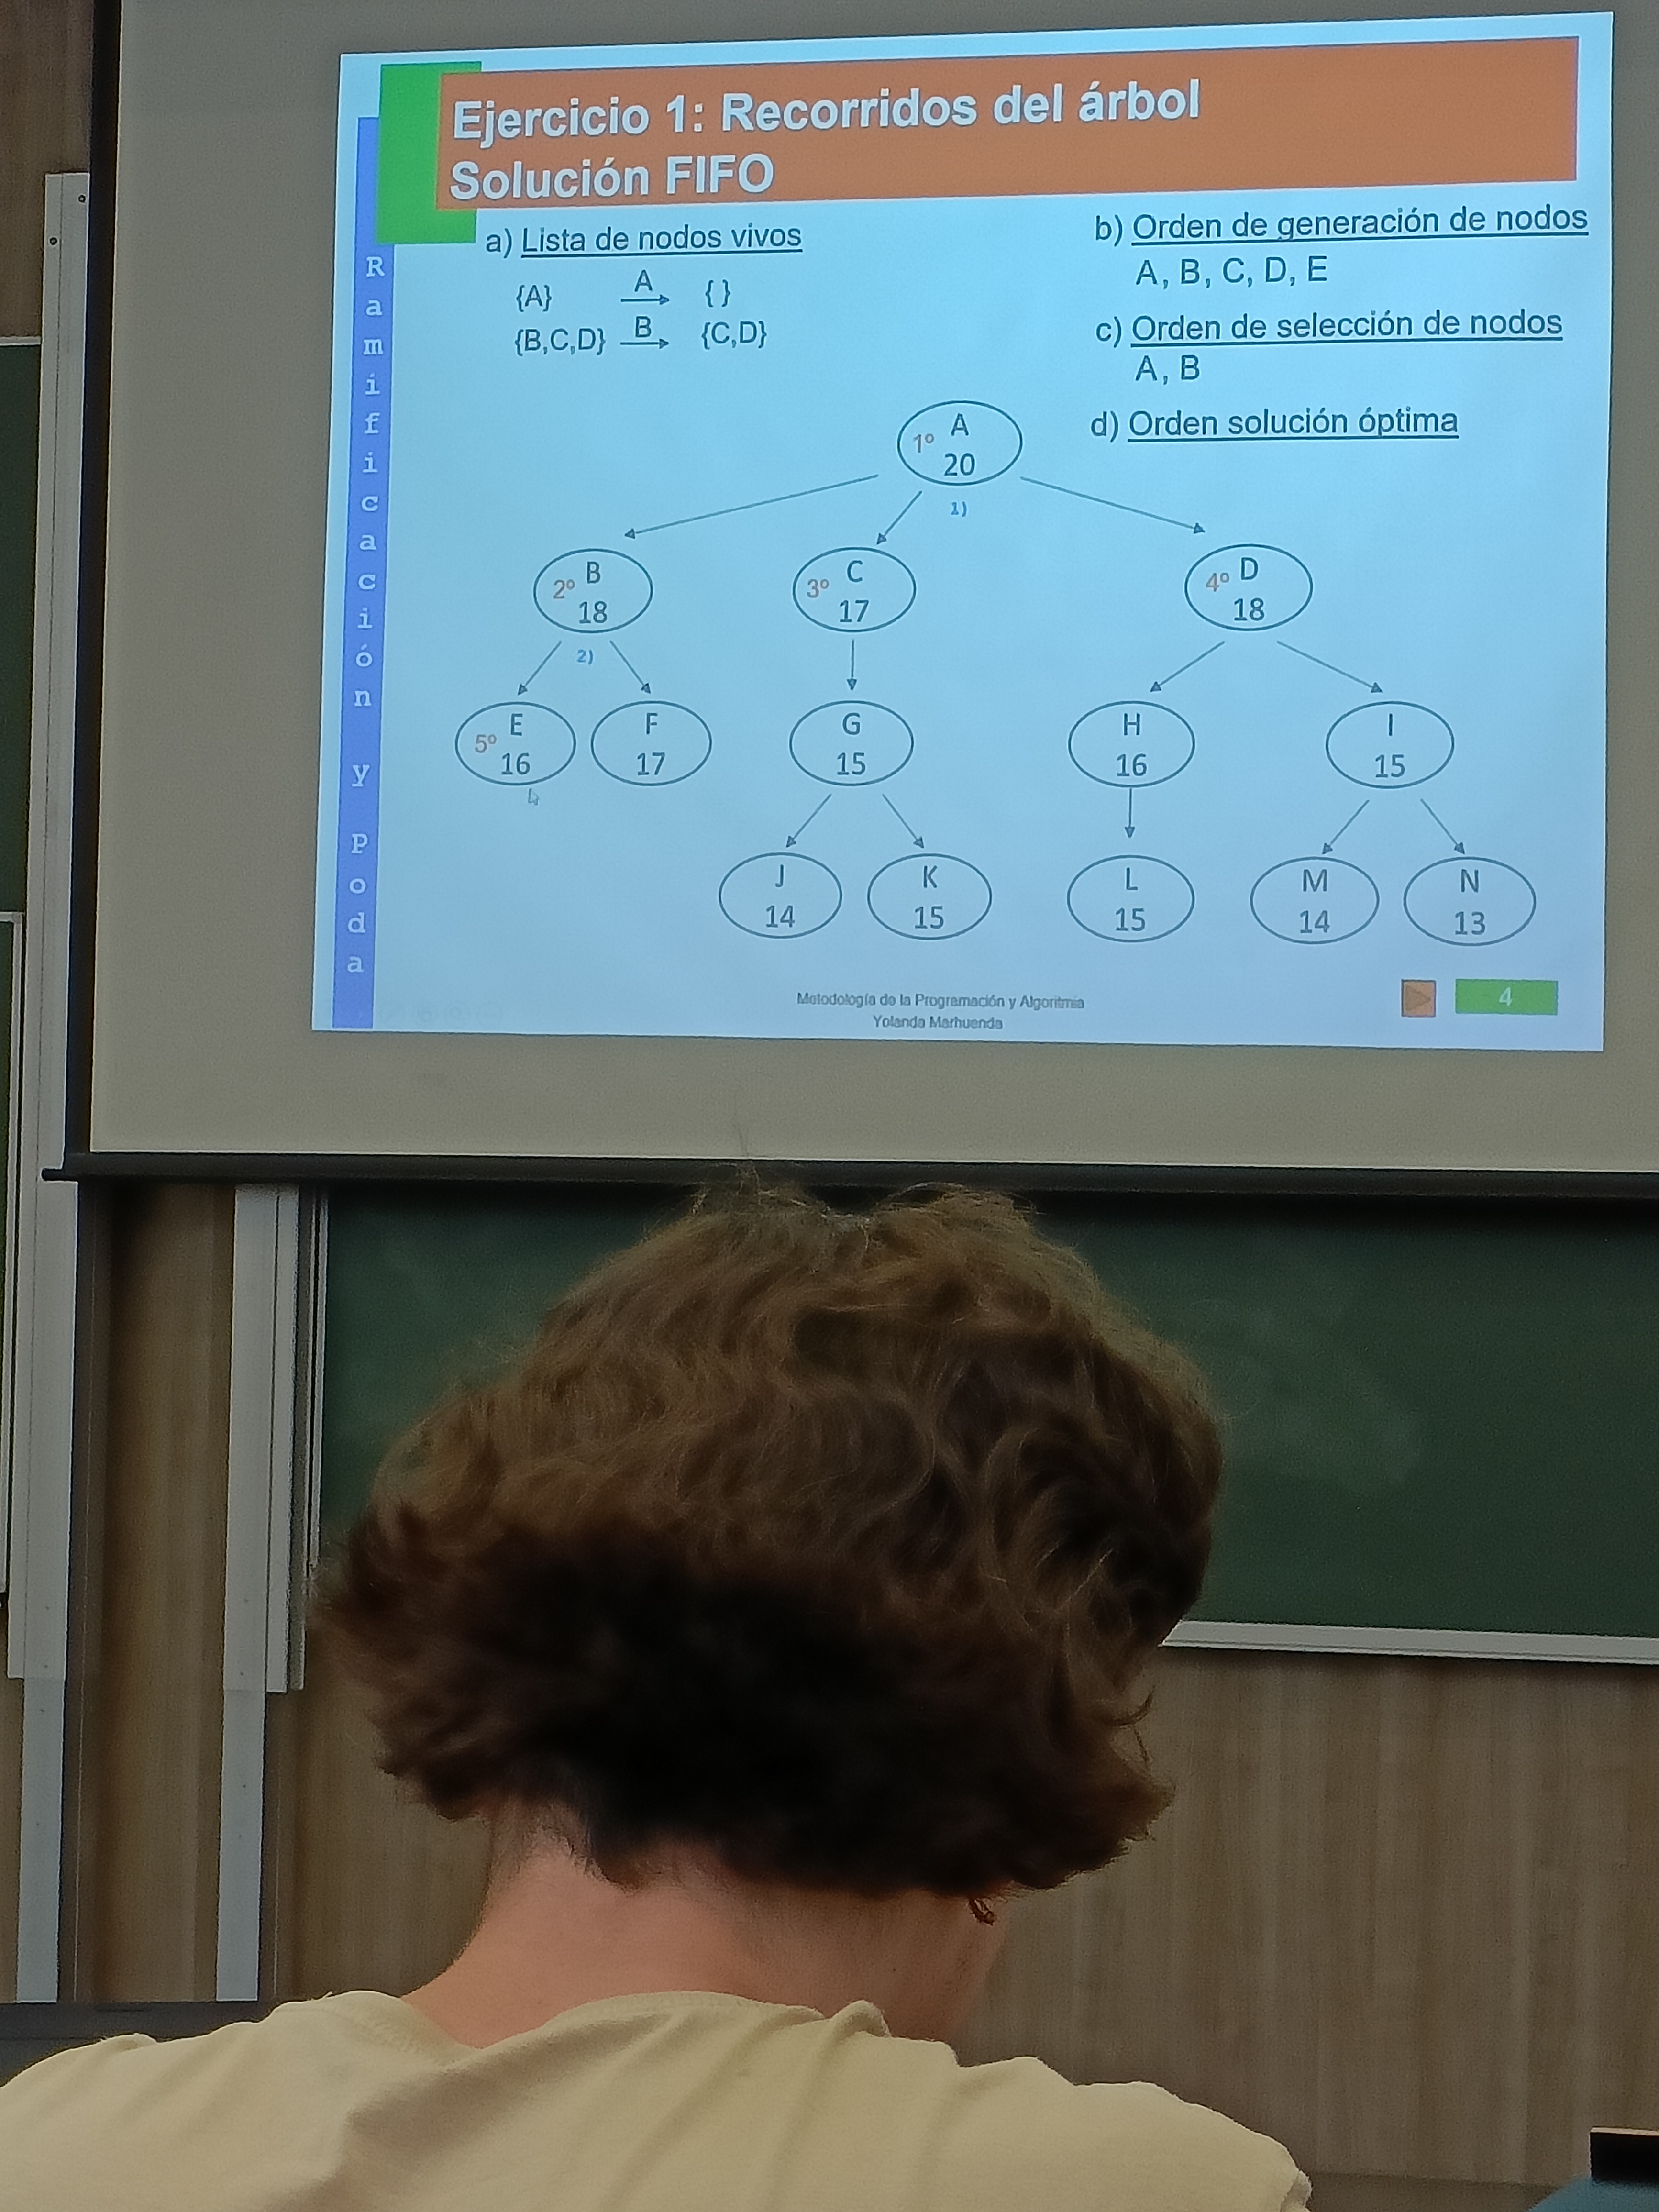 Ejercicio 1: Recorridos del árbol
Solución FIFO
Ramificación y Poda
a) Lista de nodos vivos
{A} A { }
{B,C,D} B {C,D}
b) Orden de generación de nodos
A, B, C, D, E
c) Orden de selección de nodos
A, B
d) Orden solución óptima
1º A
20
1)
2º B
18
3º C
17
4º D
18
2)
5º E
16
F
17
G
15
H
16
I
15
J
14
K
15
L
15
M
14
N
13
Metodología de la Programación y Algoritmia
Yolanda Marhuenda
4